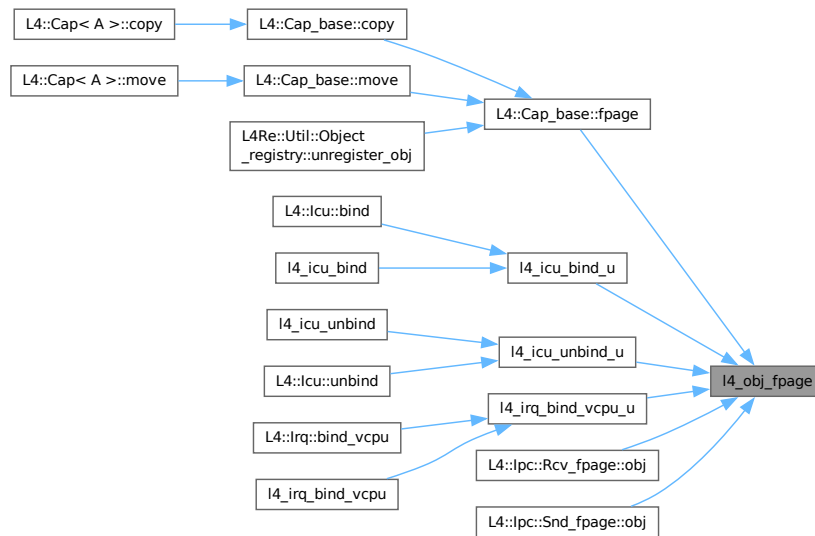 L4::Cap< A >::copy
L4::Cap_base::copy
L4::Cap< A >::move
L4::Cap_base::move
L4::Cap_base::fpage
L4Re::Util::Object
_registry::unregister_obj
L4::Icu::bind
l4_icu_bind
l4_icu_bind_u
l4_icu_unbind
l4_icu_unbind_u
L4::Icu::unbind
l4_obj_fpage
l4_irq_bind_vcpu_u
L4::Irq::bind_vcpu
L4::Ipc::Rcv_fpage::obj
l4_irq_bind_vcpu
L4::Ipc::Snd_fpage::obj